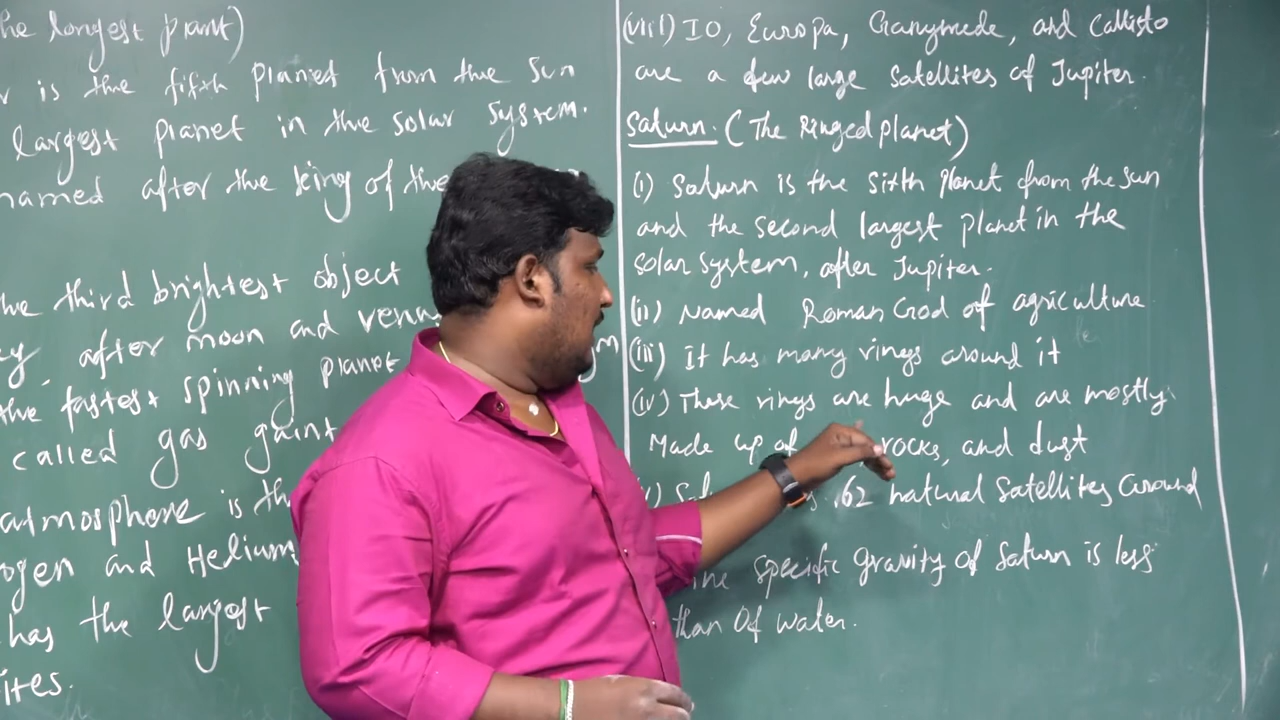 he longest plant)
r is the fifth planet from the sun
largest planet in the solar system.
named after the king of the
the third brightest object
ey, after moon and venu
the fastest spinning planet
called gas gaint
atmosphere is th
ogen and Helium
has the largest
ites.
(viii) IO, Europa, Ganymede, and Callisto
are a few large satellites of Jupiter.
Saturn. (The Ringed planet)
(i) Saturn is the sixth planet from the sun
and the second largest planet in the
solar system, after Jupiter.
(ii) Named Roman God of agriculture
(iii) It has many rings around it
(iv) These rings are huge and are mostly
Made up of rocks, and dust
62 natural satellites around
specific gravity of Saturn is less
than of water.